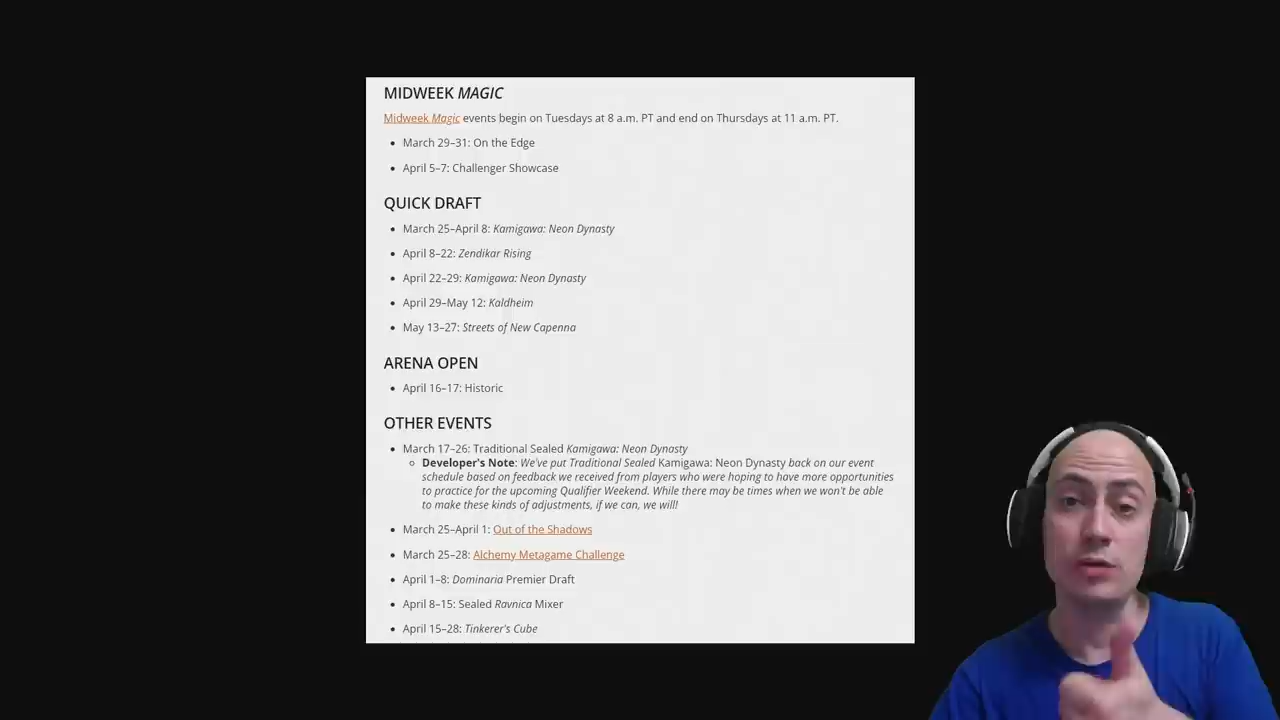 MIDWEEK MAGIC
Midweek Magic events begin on Tuesdays at 8 a.m. PT and end on Thursdays at 11 a.m. PT.
March 29–31: On the Edge
April 5–7: Challenger Showcase
QUICK DRAFT
March 25–April 8: Kamigawa: Neon Dynasty
April 8–22: Zendikar Rising
April 22–29: Kamigawa: Neon Dynasty
April 29–May 12: Kaldheim
May 13–27: Streets of New Capenna
ARENA OPEN
April 16–17: Historic
OTHER EVENTS
March 17–26: Traditional Sealed Kamigawa: Neon Dynasty
Developer's Note: We've put Traditional Sealed Kamigawa: Neon Dynasty back on our event
schedule based on feedback we received from players who were hoping to have more opportunities
to practice for the upcoming Qualifier Weekend. While there may be times when we won't be able
to make these kinds of adjustments, if we can, we will!
March 25–April 1: Out of the Shadows
March 25–28: Alchemy Metagame Challenge
April 1–8: Dominaria Premier Draft
April 8–15: Sealed Ravnica Mixer
April 15–28: Tinkerer's Cube